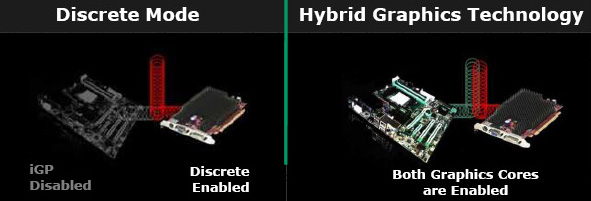 Discrete Mode
Hybrid Graphics Technology
iGP
Disabled
Discrete
Enabled
Both Graphics Cores
are Enabled